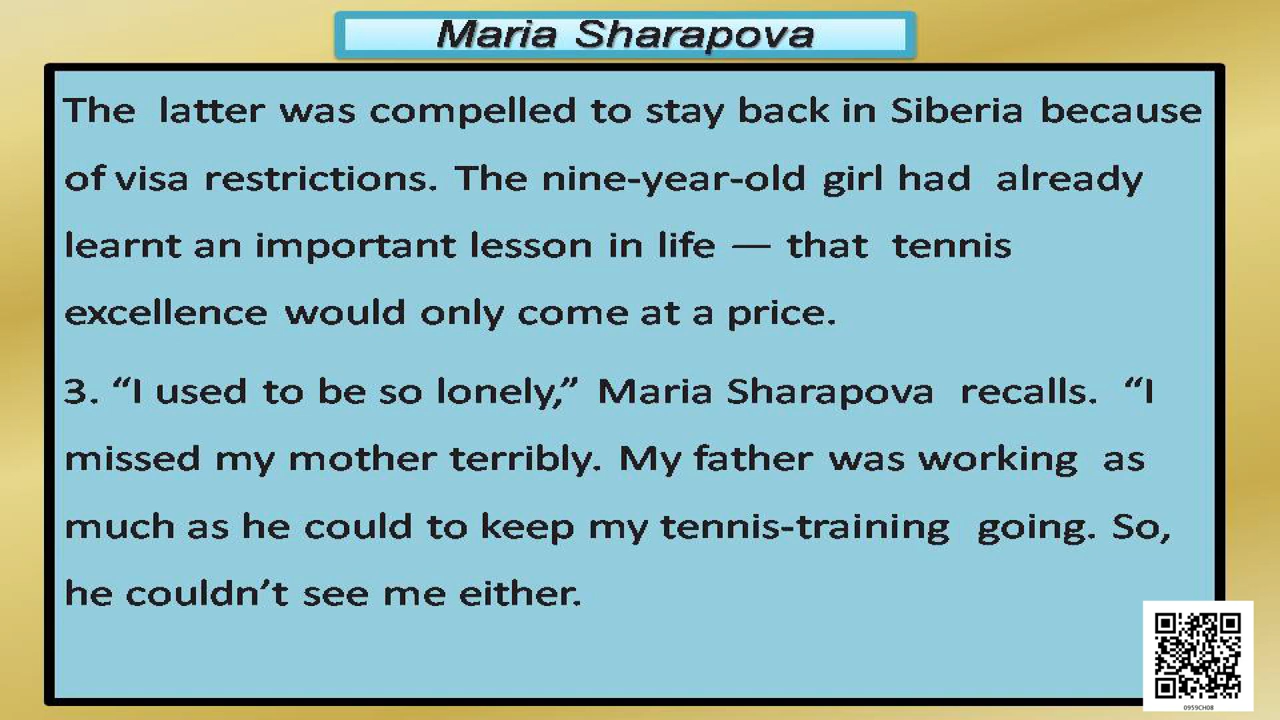 Maria Sharapova
The latter was compelled to stay back in Siberia because
of visa restrictions. The nine-year-old girl had already
learnt an important lesson in life — that tennis
excellence would only come at a price.
3. “I used to be so lonely,” Maria Sharapova recalls. “I
missed my mother terribly. My father was working as
much as he could to keep my tennis-training going. So,
he couldn’t see me either.
0959CH08